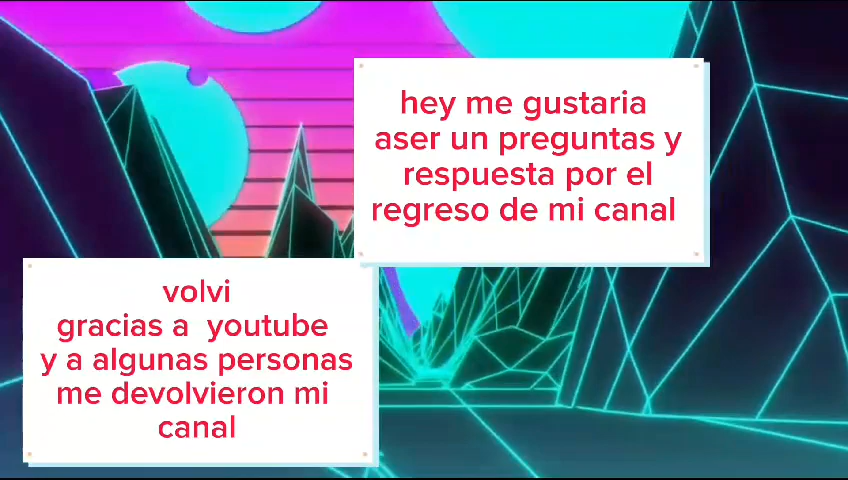 hey me gustaria
aser un preguntas y
respuesta por el
regreso de mi canal
volvi
gracias a youtube
y a algunas personas
me devolvieron mi
canal